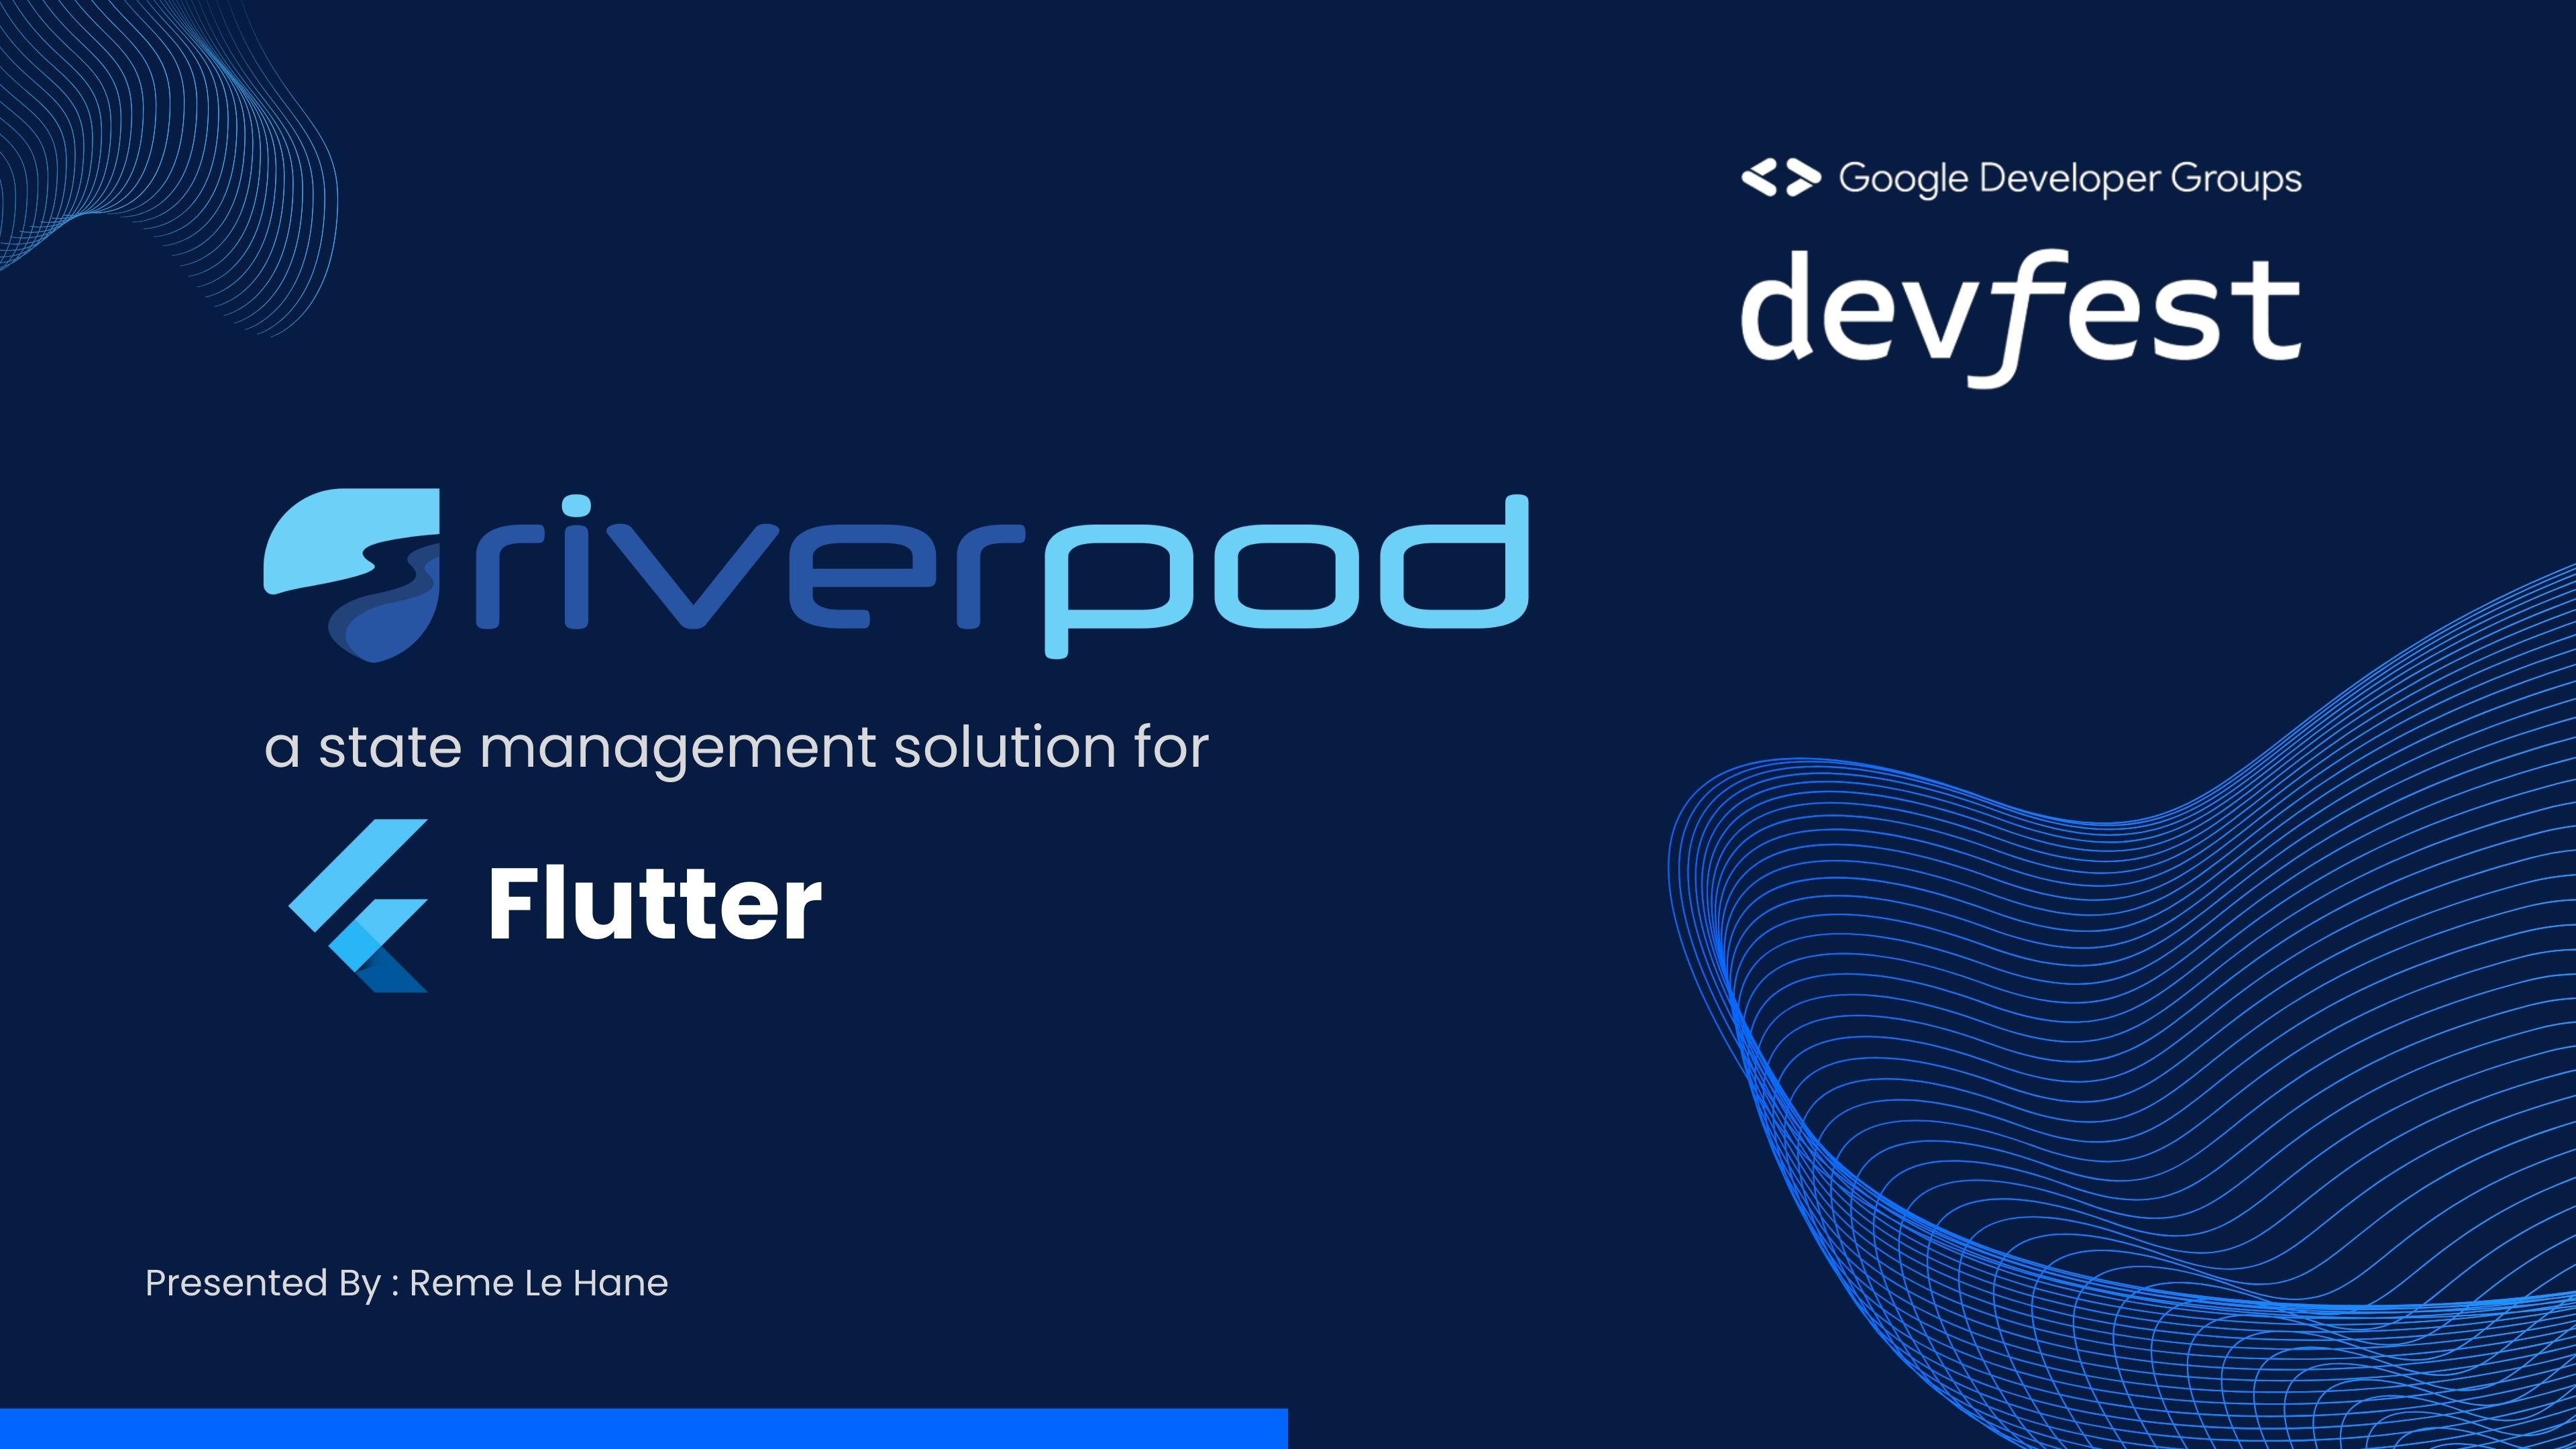 Google Developer Groups
devfest
riverpod
a state management solution for
Flutter
Presented By : Reme Le Hane